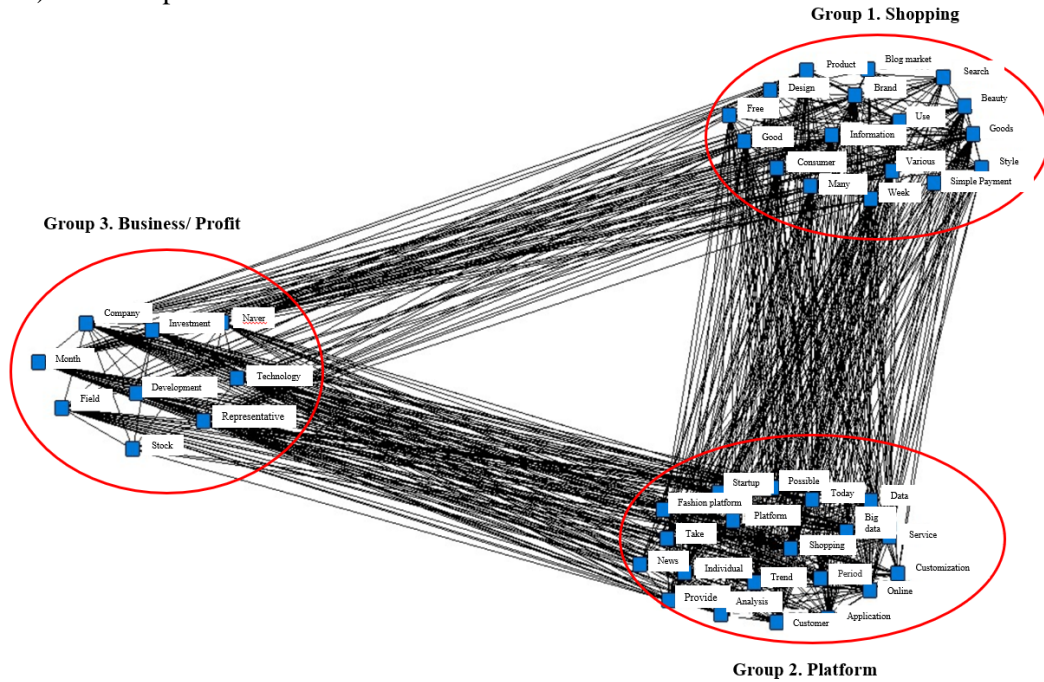 Group 1. Shopping
Product
Blog market
Search
Design
Brand
Beauty
Free
Use
Goods
Good
Information
Consumer
Various
Style
Many
Week
Simple Payment
Group 3. Business/ Profit
Company
Investment
Naver
Month
Technology
Development
Field
Representative
Stock
Startup
Possible
Today
Data
Fashion platform
Platform
Big
data
Service
Take
Shopping
News
Individual
Trend
Period
Customization
Online
Provide
Analysis
Customer
Application
Group 2. Platform